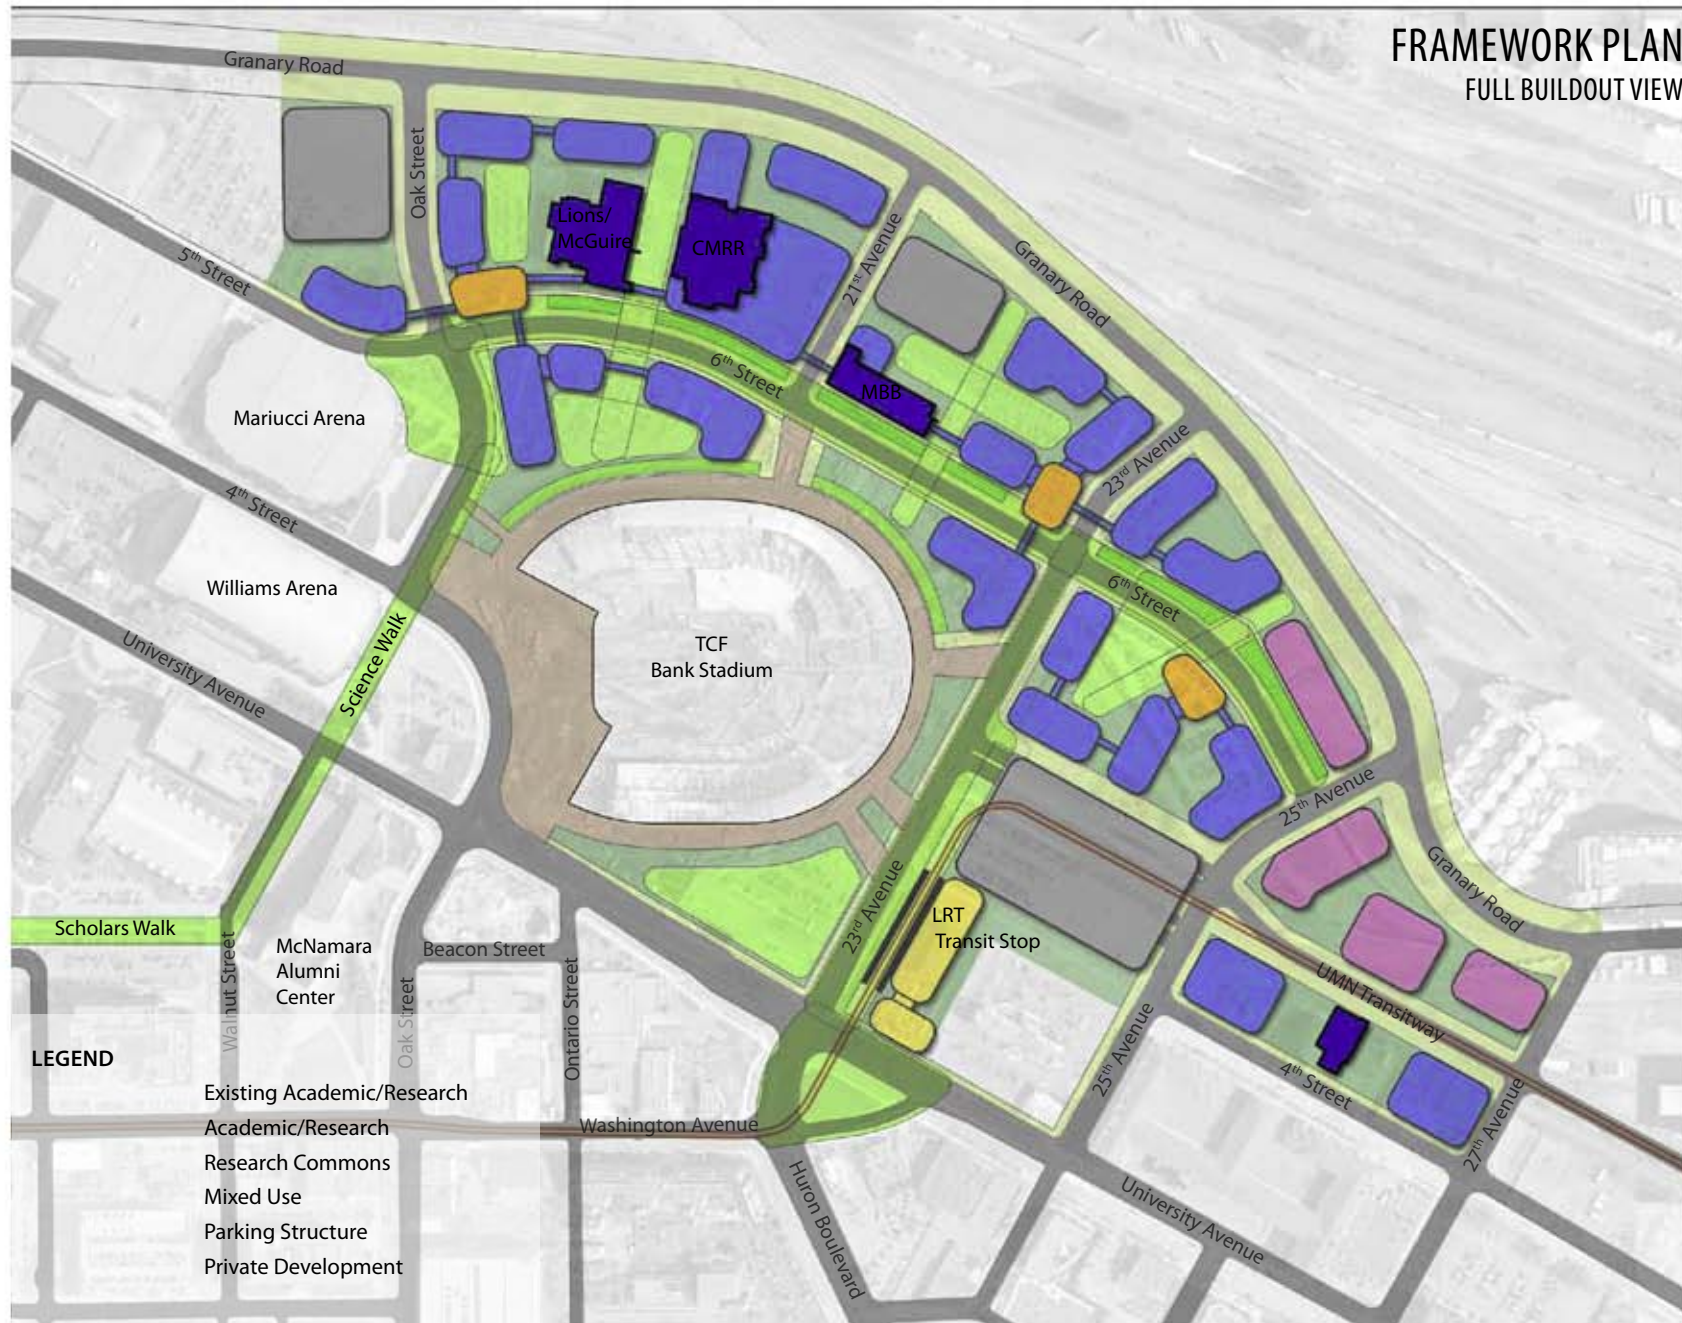 FRAMEWORK PLAN
FULL BUILDOUT VIEW
Granary Road
Oak Street
5th Street
Lions/
McGuire
CMRR
21st Avenue
Granary Road
6th Street
MBB
Mariucci Arena
23rd Avenue
4th Street
Williams Arena
6th Street
University Avenue
Science Walk
TCF
Bank Stadium
25th Avenue
Granary Road
Scholars Walk
McNamara
Alumni
Center
Walnut Street
Oak Street
Beacon Street
Ontario Street
23rd Avenue
LRT
Transit Stop
UMN Transitway
25th Avenue
4th Street
27th Avenue
Washington Avenue
Huron Boulevard
University Avenue
LEGEND
Existing Academic/Research
Academic/Research
Research Commons
Mixed Use
Parking Structure
Private Development